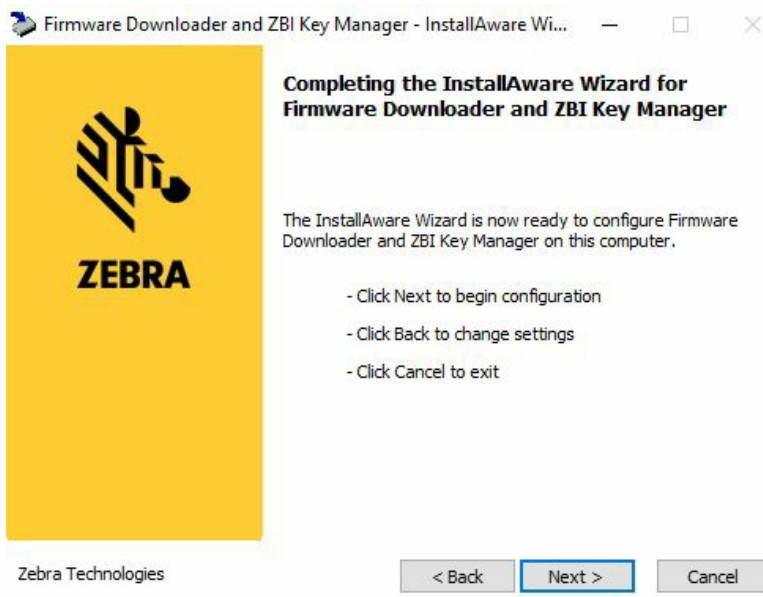 Firmware Downloader and ZBI Key Manager - InstallAware Wi...
Completing the InstallAware Wizard for
Firmware Downloader and ZBI Key Manager
The InstallAware Wizard is now ready to configure Firmware
Downloader and ZBI Key Manager on this computer.
- Click Next to begin configuration
- Click Back to change settings
- Click Cancel to exit
ZEBRA
Zebra Technologies
< Back
Next >
Cancel